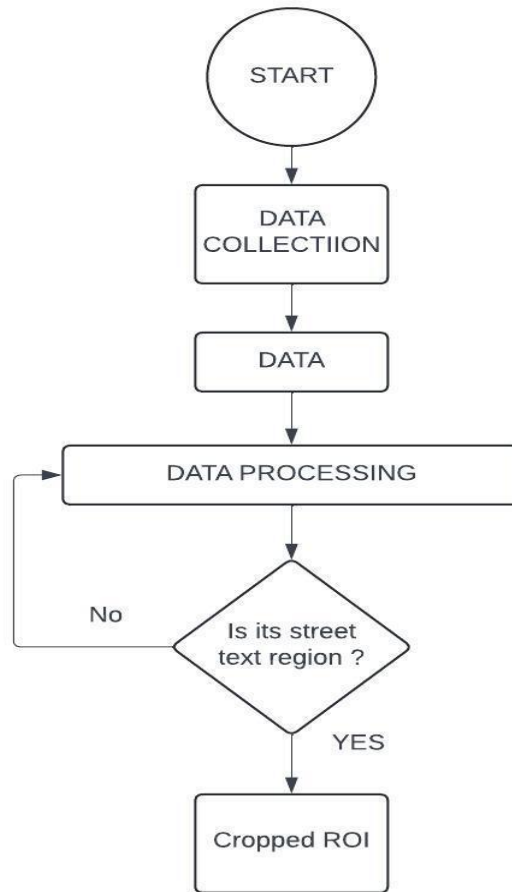 START
DATA
COLLECTIION
DATA
DATA PROCESSING
No
Is its street
text region ?
YES
Cropped ROI